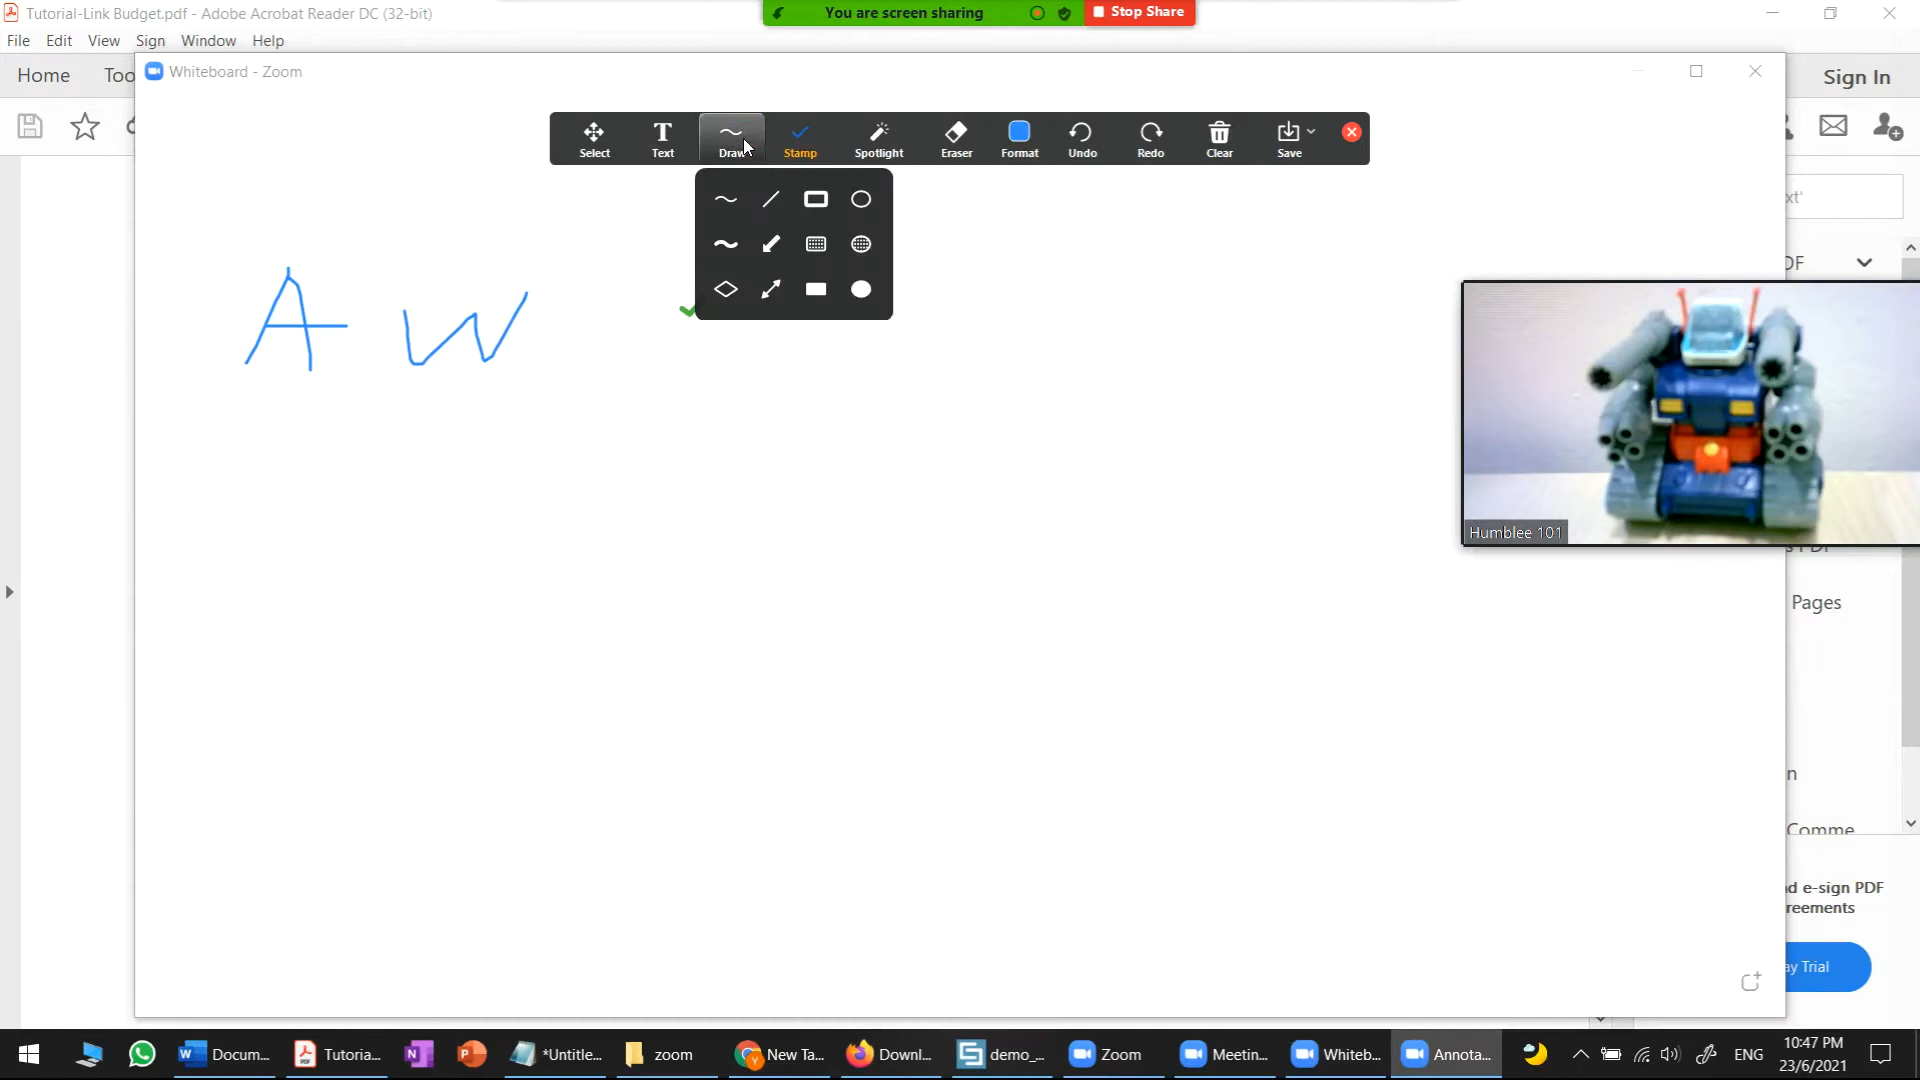 Tutorial-Link Budget.pdf - Adobe Acrobat Reader DC (32-bit)
You are screen sharing
Stop Share
File Edit View Sign Window Help
Home
Whiteboard - Zoom
Sign In
Select Text Draw Stamp Spotlight Eraser Format Undo Redo Clear Save
xt'
DF
A W
Humblee 101
Pages
n
Comme
d e-sign PDF
reements
ay Trial
Docum... Tutoria... *Untitle... zoom New Ta... Downl... demo_... Zoom Meetin... Whiteb... Annota... ENG
10:47 PM
23/6/2021